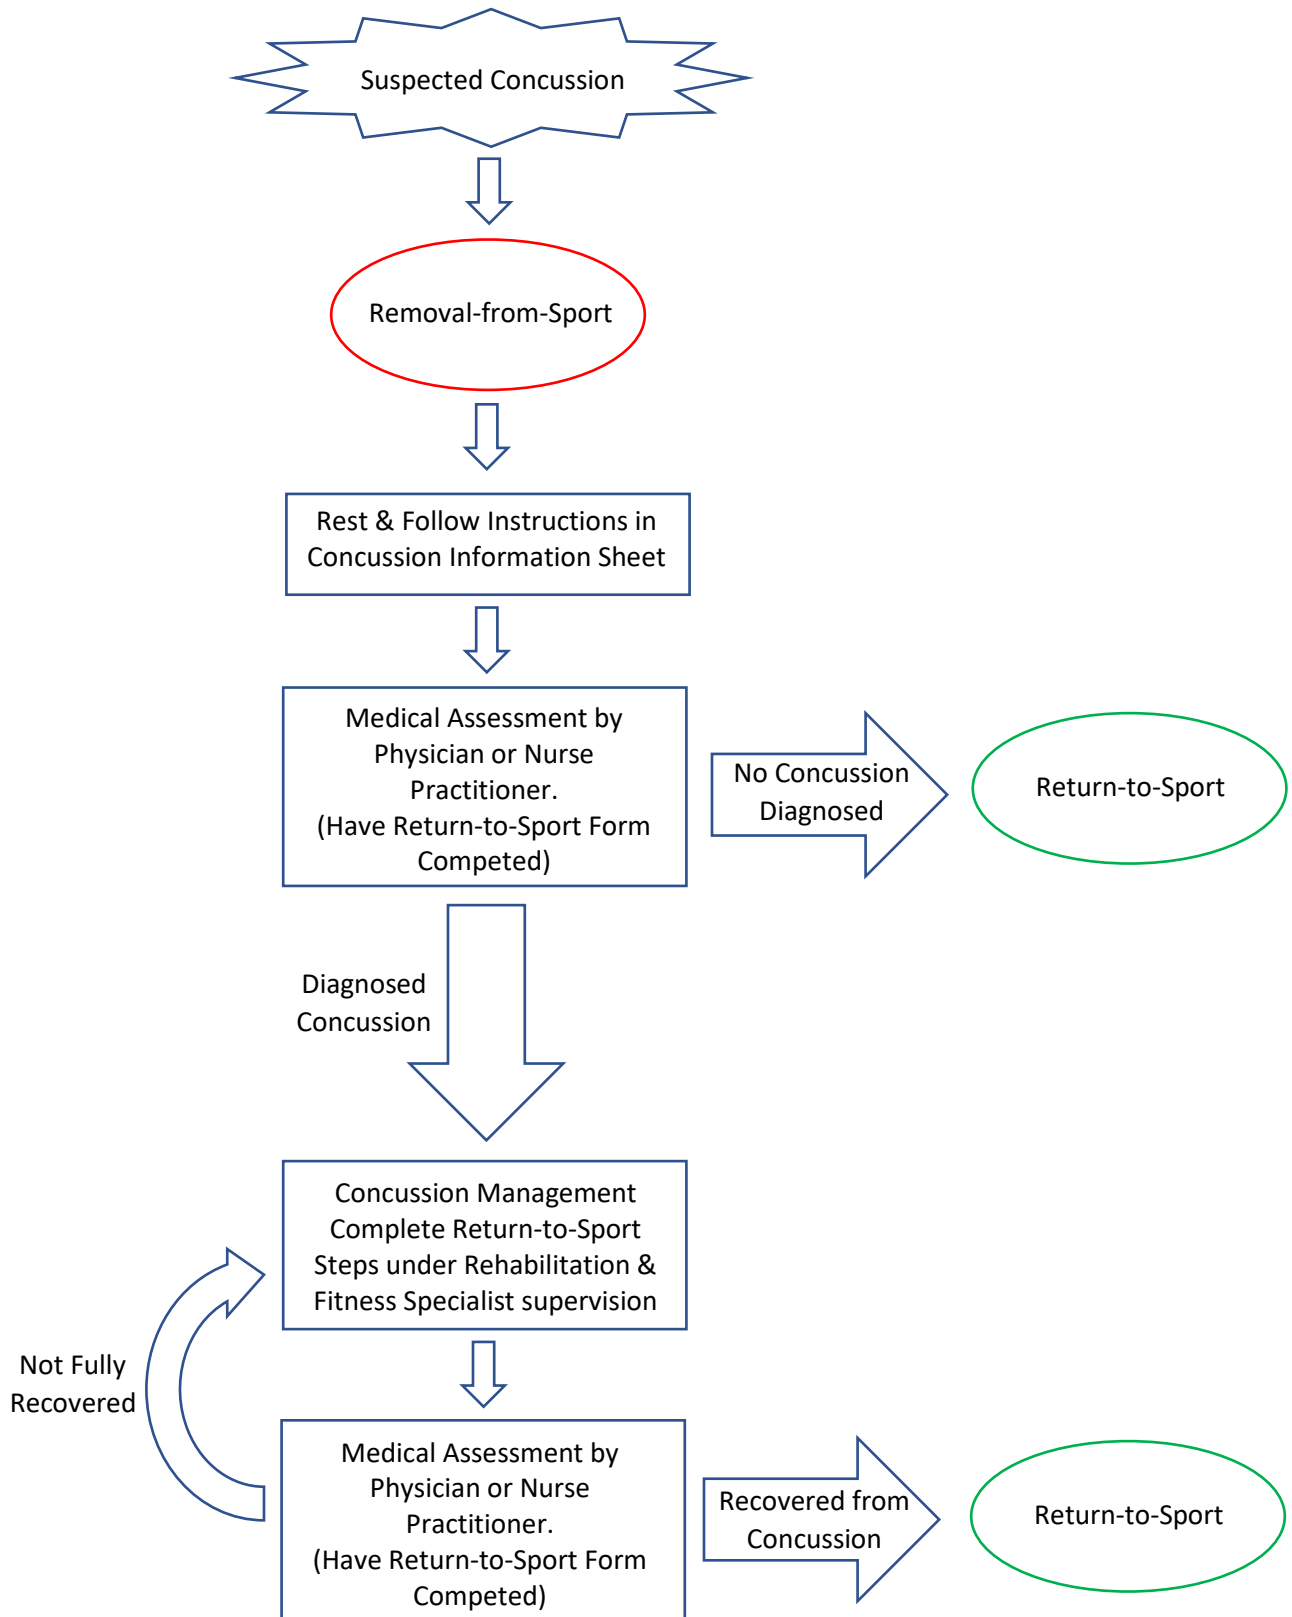 Suspected Concussion
Removal-from-Sport
Rest & Follow Instructions in
Concussion Information Sheet
Medical Assessment by
Physician or Nurse
Practitioner.
(Have Return-to-Sport Form
Competed)
No Concussion
Diagnosed
Return-to-Sport
Diagnosed
Concussion
Concussion Management
Complete Return-to-Sport
Steps under Rehabilitation &
Fitness Specialist supervision
Not Fully
Recovered
Medical Assessment by
Physician or Nurse
Practitioner.
(Have Return-to-Sport Form
Competed)
Recovered from
Concussion
Return-to-Sport